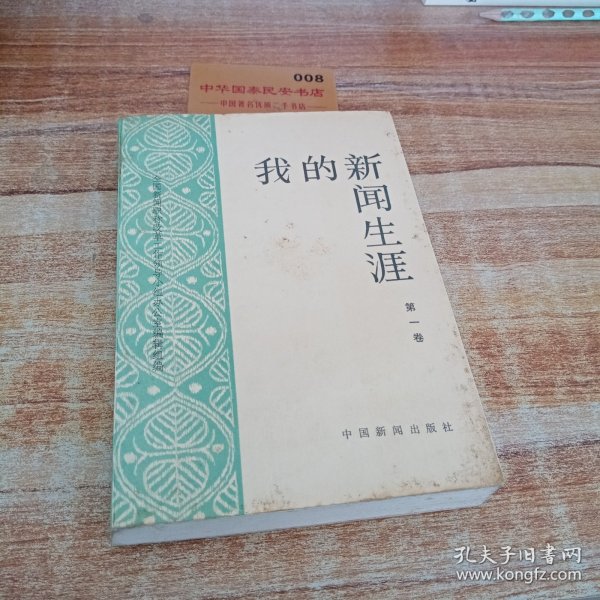 008
中华国泰民安书店
——中国著名优质二手书店
我的新闻生涯
第一卷
中国新闻出版社
孔夫子旧书网
www.kongfz.com